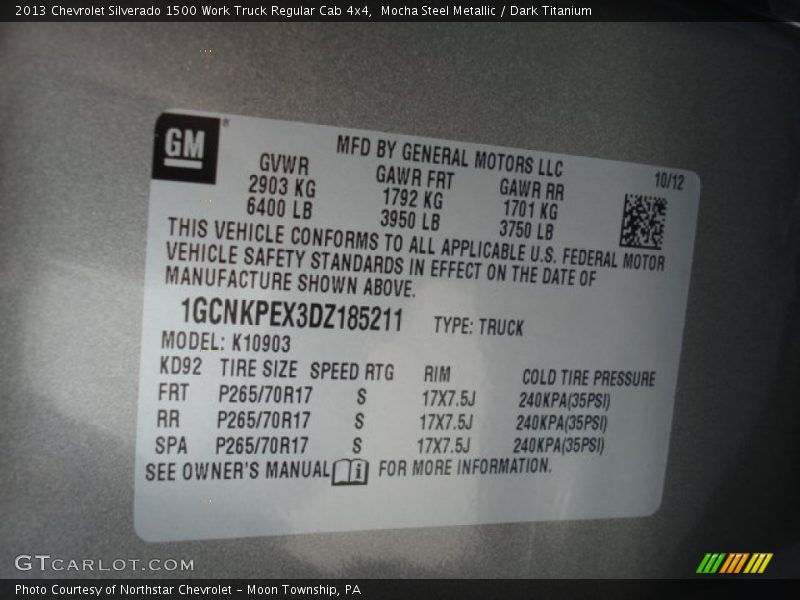 2013 Chevrolet Silverado 1500 Work Truck Regular Cab 4x4, Mocha Steel Metallic / Dark Titanium
GM®
MFD BY GENERAL MOTORS LLC
10/12
GVWR GAWR FRT GAWR RR
2903 KG 1792 KG 1701 KG
6400 LB 3950 LB 3750 LB
THIS VEHICLE CONFORMS TO ALL APPLICABLE U.S. FEDERAL MOTOR
VEHICLE SAFETY STANDARDS IN EFFECT ON THE DATE OF
MANUFACTURE SHOWN ABOVE.
1GCNKPEX3DZ185211 TYPE: TRUCK
MODEL: K10903
KD92 TIRE SIZE SPEED RTG RIM COLD TIRE PRESSURE
FRT P265/70R17 S 17X7.5J 240KPA(35PSI)
RR P265/70R17 S 17X7.5J 240KPA(35PSI)
SPA P265/70R17 S 17X7.5J 240KPA(35PSI)
SEE OWNER'S MANUAL i FOR MORE INFORMATION.
GTCARLOT.COM
Photo Courtesy of Northstar Chevrolet - Moon Township, PA